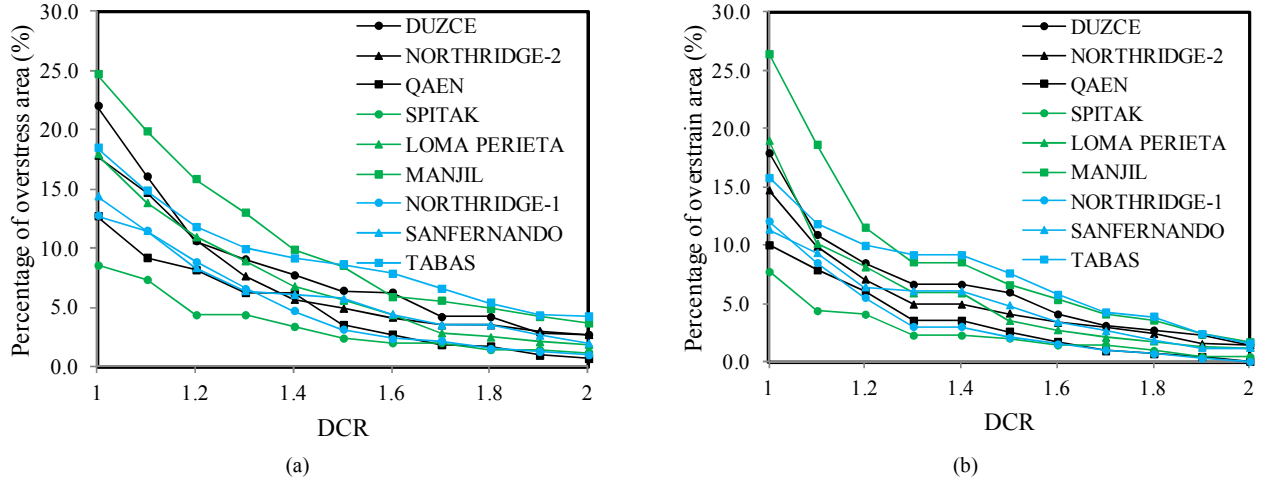 Percentage of overstress area (%)
30.0
25.0
20.0
15.0
10.0
5.0
0.0
1
1.2
1.4
1.6
1.8
2
DCR
DUZCE
NORTHRIDGE-2
QAEN
SPITAK
LOMA PERIETA
MANJIL
NORTHRIDGE-1
SANFERNANDO
TABAS
(a)
Percentage of overstrain area (%)
30.0
25.0
20.0
15.0
10.0
5.0
0.0
1
1.2
1.4
1.6
1.8
2
DCR
DUZCE
NORTHRIDGE-2
QAEN
SPITAK
LOMA PERIETA
MANJIL
NORTHRIDGE-1
SANFERNANDO
TABAS
(b)